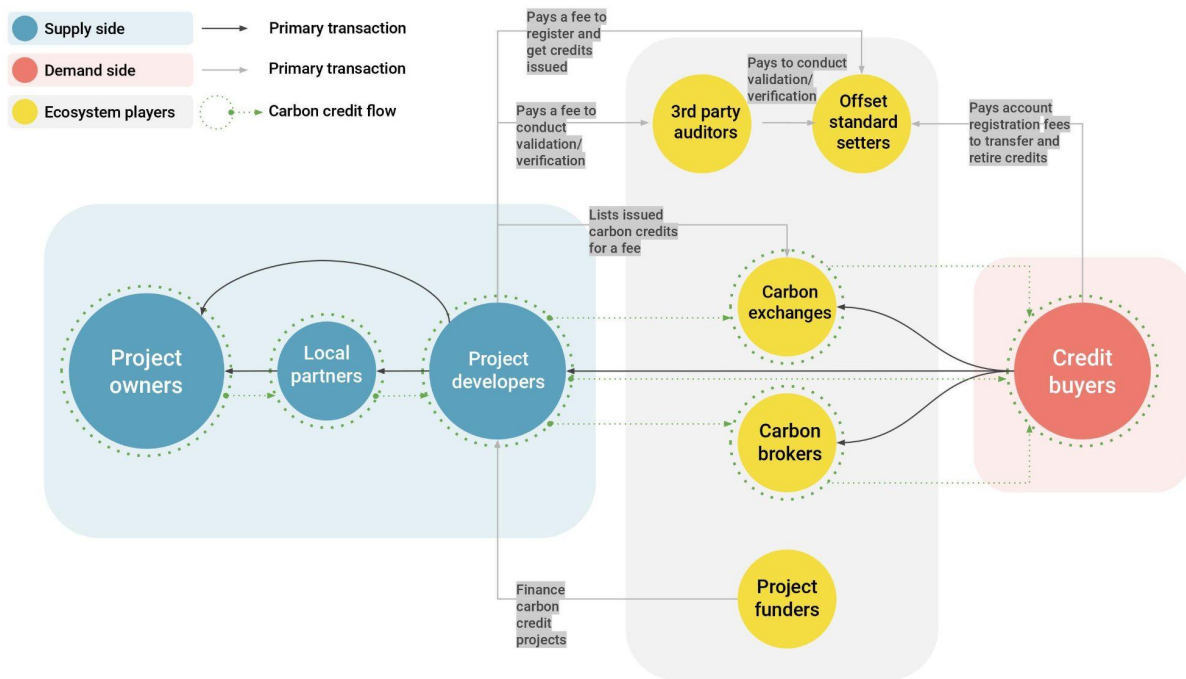 Supply side
Primary transaction
Demand side
Primary transaction
Ecosystem players
Carbon credit flow
Pays a fee to
register and
get credits
issued
Pays a fee to
conduct
validation/
verification
3rd party
auditors
Pays to conduct
validation/
verification
Offset
standard
setters
Pays account
registration fees
to transfer and
retire credits
Lists issued
carbon credits
for a fee
Project
owners
Local
partners
Project
developers
Carbon
exchanges
Carbon
brokers
Credit
buyers
Finance
carbon
credit
projects
Project
funders